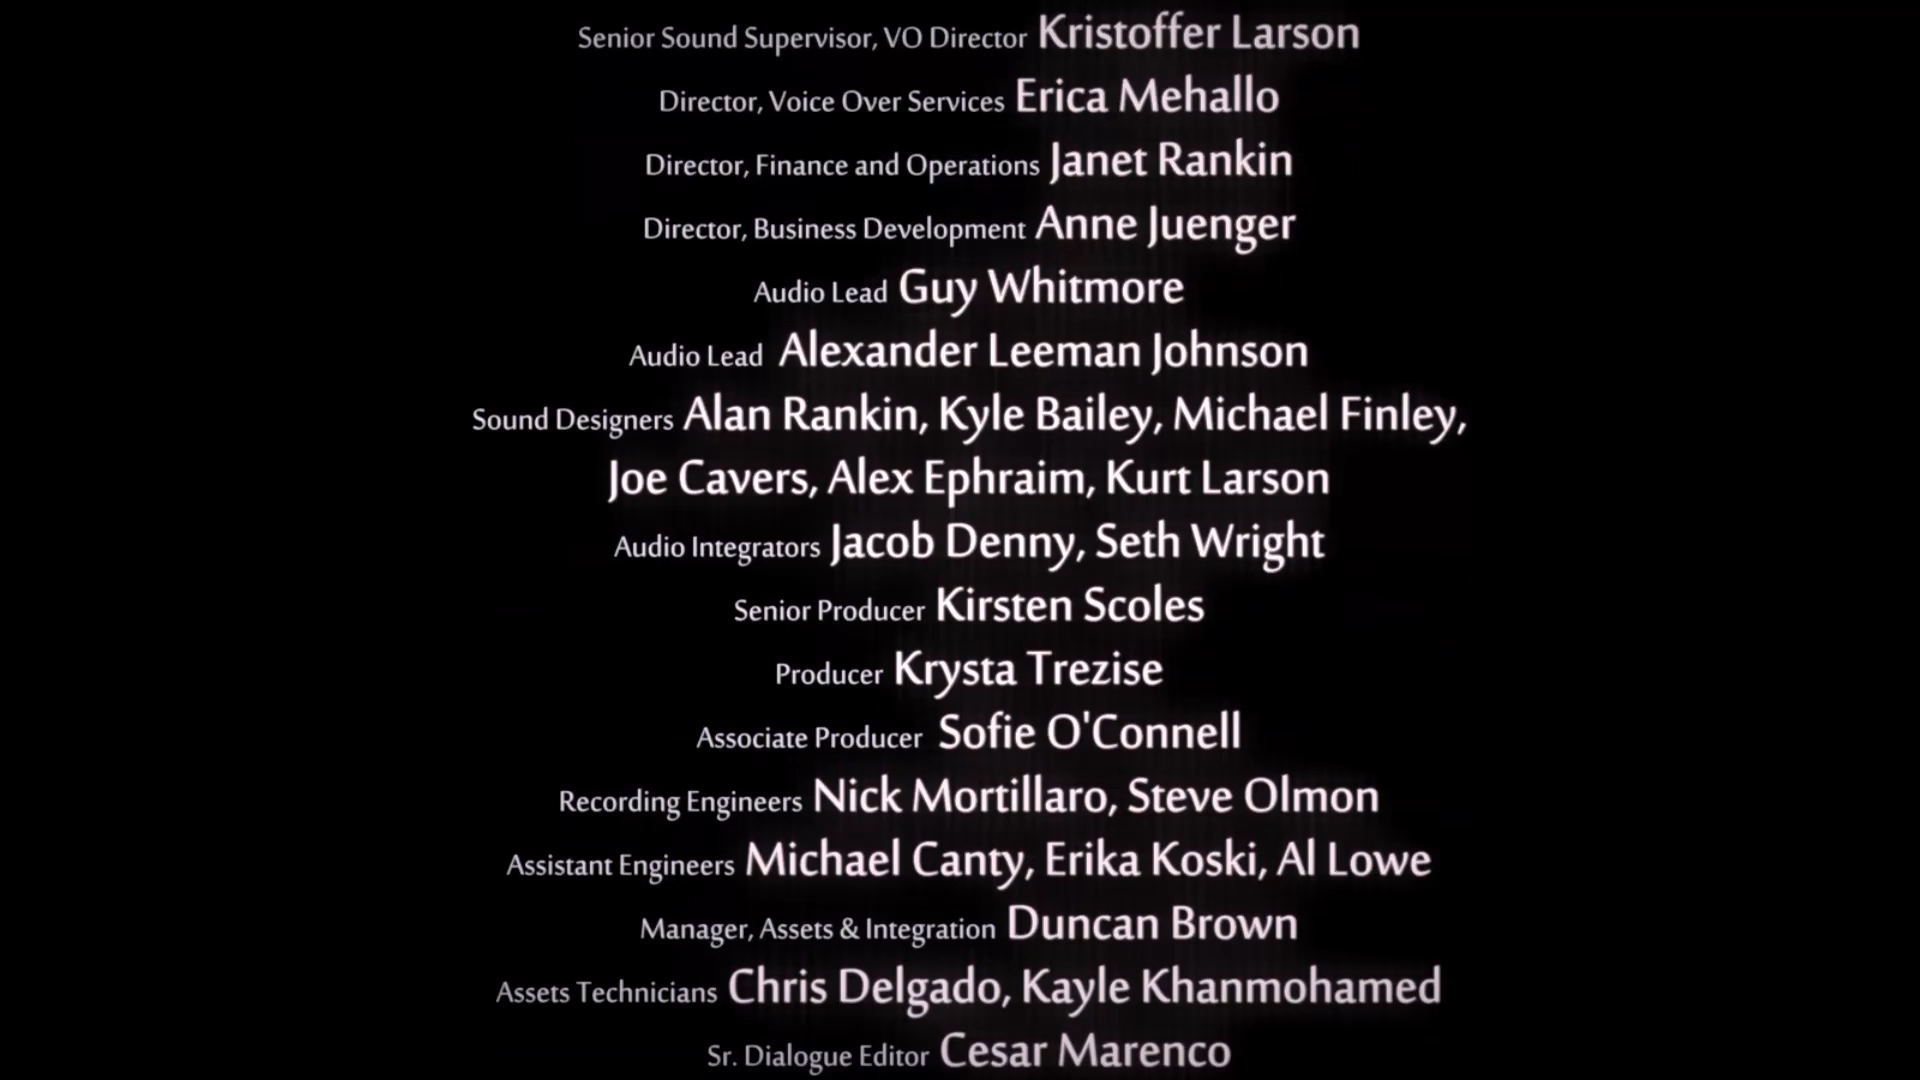 Senior Sound Supervisor, VO Director Kristoffer Larson
Director, Voice Over Services Erica Mehallo
Director, Finance and Operations Janet Rankin
Director, Business Development Anne Juenger
Audio Lead Guy Whitmore
Audio Lead Alexander Leeman Johnson
Sound Designers Alan Rankin, Kyle Bailey, Michael Finley,
Joe Cavers, Alex Ephraim, Kurt Larson
Audio Integrators Jacob Denny, Seth Wright
Senior Producer Kirsten Scoles
Producer Krysta Trezise
Associate Producer Sofie O'Connell
Recording Engineers Nick Mortillaro, Steve Olmon
Assistant Engineers Michael Canty, Erika Koski, Al Lowe
Manager, Assets & Integration Duncan Brown
Assets Technicians Chris Delgado, Kayle Khanmohamed
Sr. Dialogue Editor Cesar Marenco